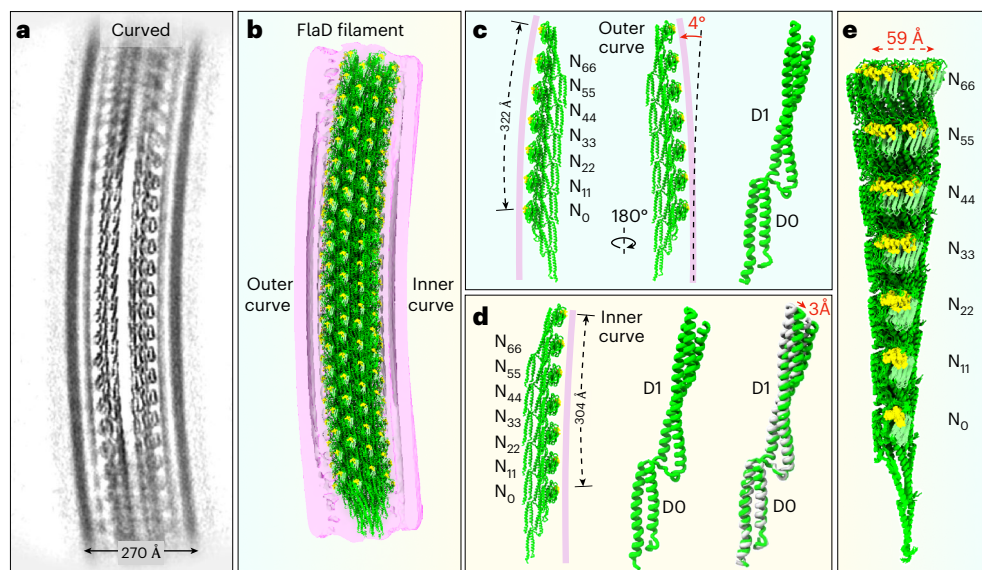 a
Curved
270 Å
b
FlaD filament
Outer
curve
Inner
curve
c
322 Å
N66
N55
N44
N33
N22
N11
N0
180°
Outer
curve
4°
D1
D0
d
N66
N55
N44
N33
N22
N11
N0
Inner
curve
304 Å
D1
D0
3Å
D1
D0
e
59 Å
N66
N55
N44
N33
N22
N11
N0